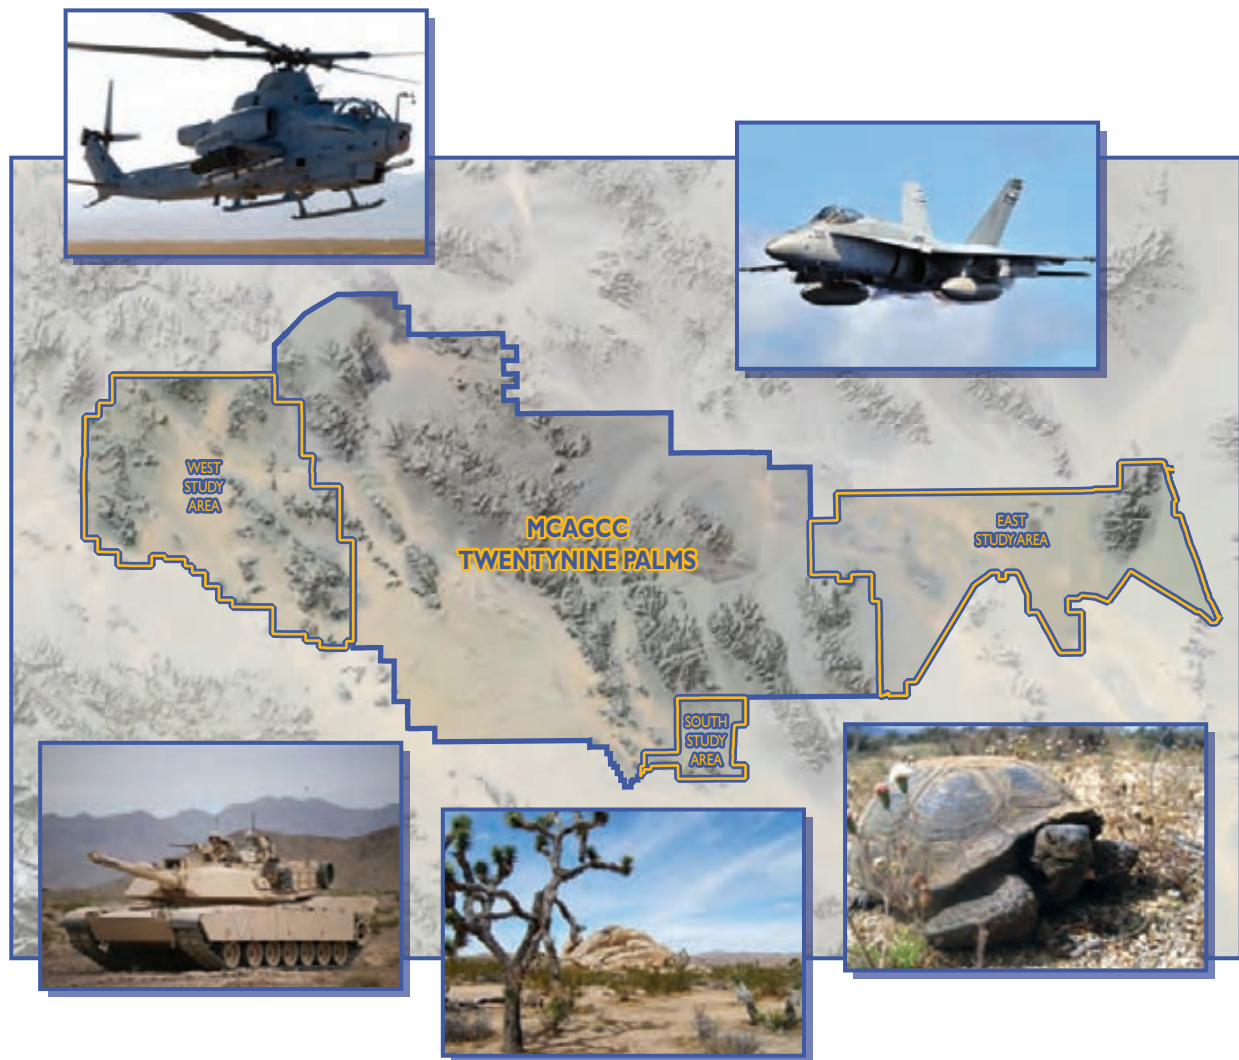 WEST
STUDY
AREA
MCAGCC
TWENTYNINE PALMS
EAST
STUDY AREA
SOUTH
STUDY
AREA